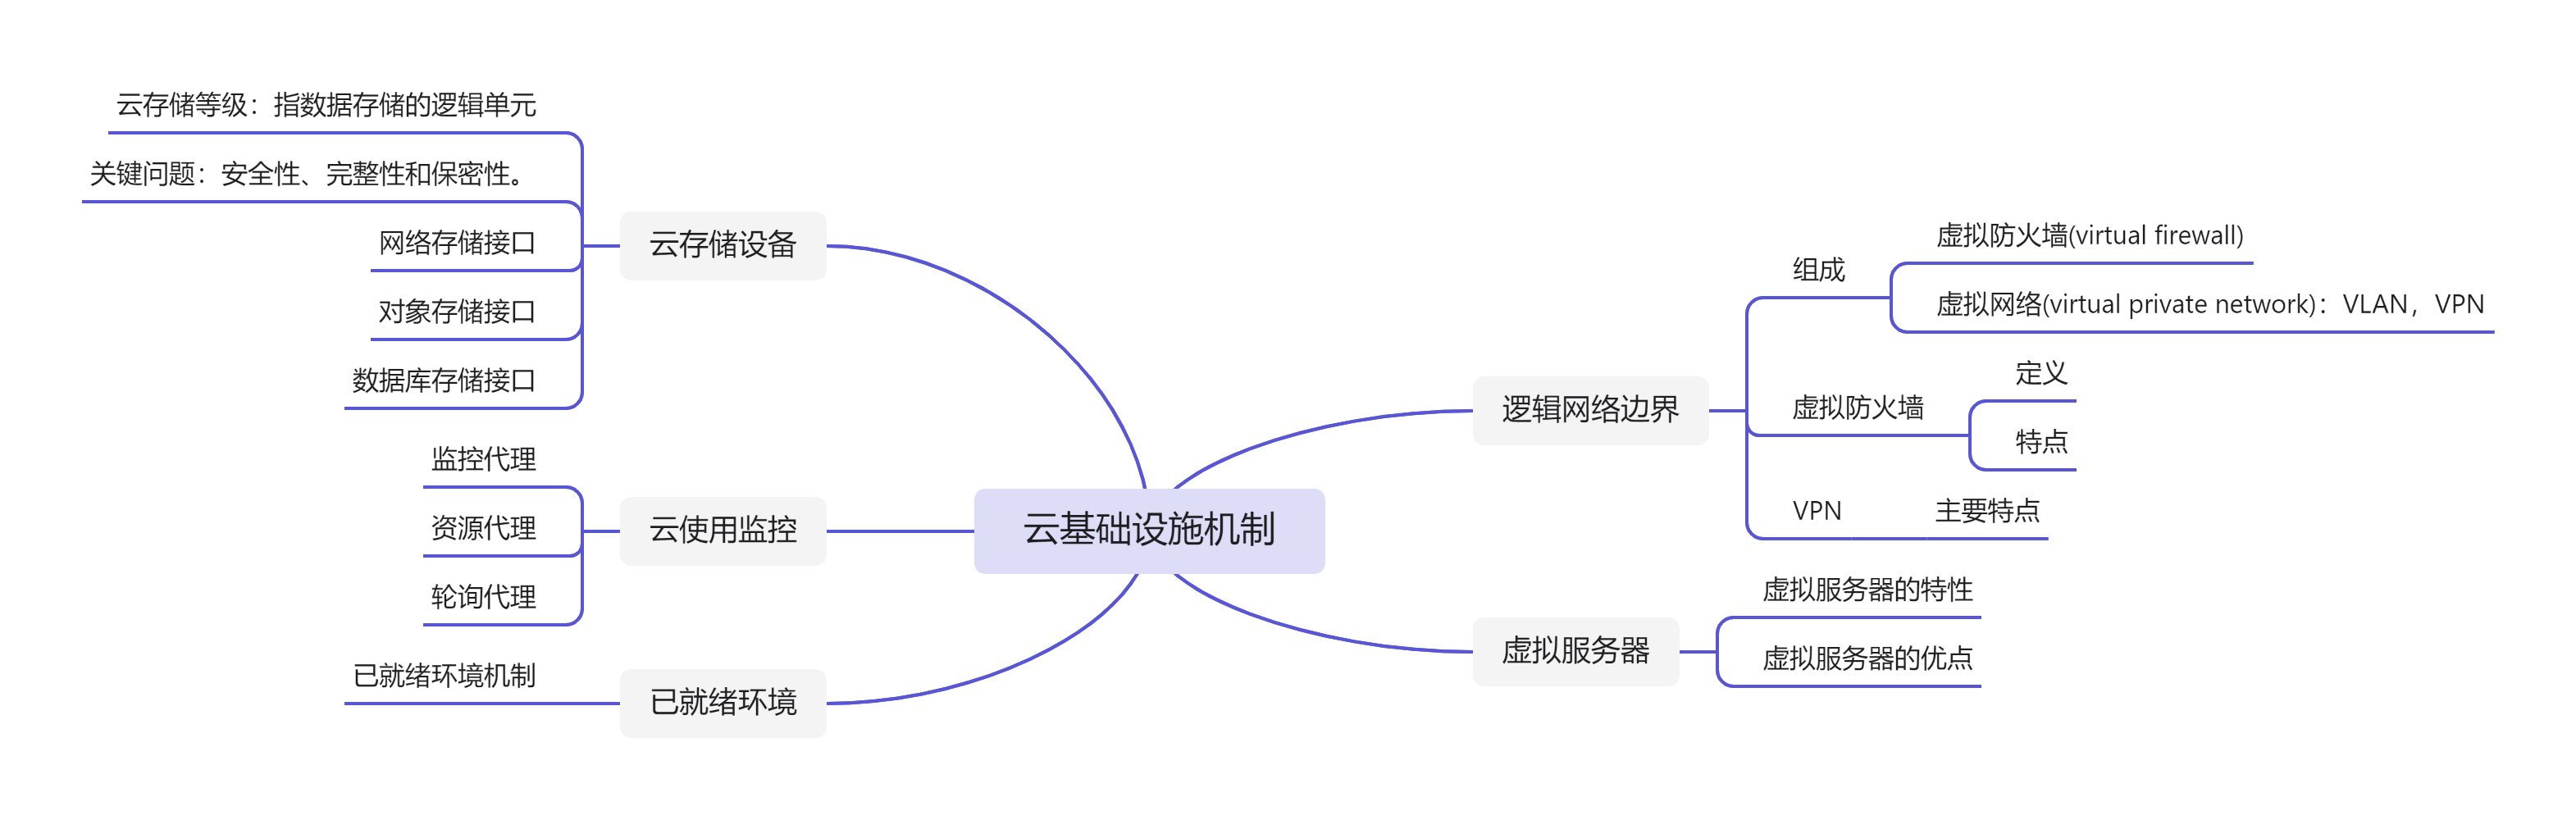 云基础设施机制
云存储设备
云存储等级：指数据存储的逻辑单元
关键问题：安全性、完整性和保密性。
网络存储接口
对象存储接口
数据库存储接口
云使用监控
监控代理
资源代理
轮询代理
已就绪环境
已就绪环境机制
逻辑网络边界
组成
虚拟防火墙(virtual firewall)
虚拟网络(virtual private network)：VLAN，VPN
虚拟防火墙
定义
特点
VPN
主要特点
虚拟服务器
虚拟服务器的特性
虚拟服务器的优点